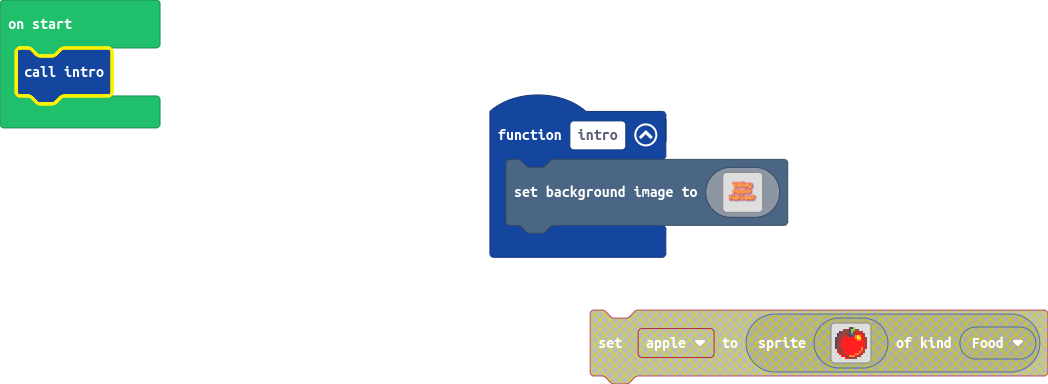 on start
call intro
function intro
set background image to
set apple to sprite of kind Food